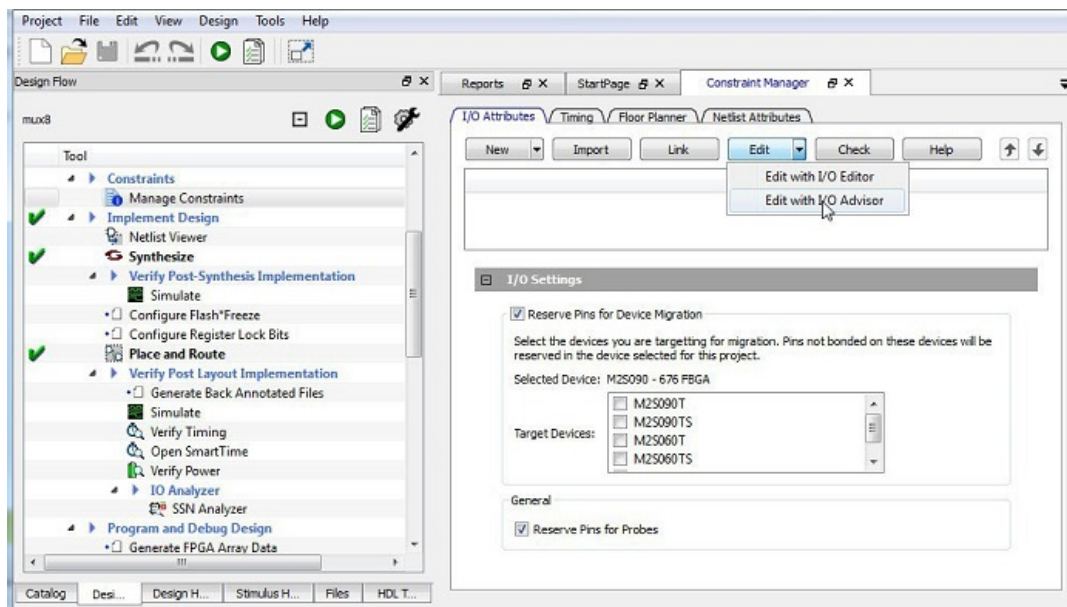 Project File Edit View Design Tools Help
Design Flow
mux8
Tool
Constraints
Manage Constraints
Implement Design
Netlist Viewer
Synthesize
Verify Post-Synthesis Implementation
Simulate
Configure Flash*Freeze
Configure Register Lock Bits
Place and Route
Verify Post Layout Implementation
Generate Back Annotated Files
Simulate
Verify Timing
Open SmartTime
Verify Power
IO Analyzer
SSN Analyzer
Program and Debug Design
Generate FPGA Array Data
Catalog Desi... Design H... Stimulus H... Files HDL T...
Reports StartPage Constraint Manager
I/O Attributes Timing Floor Planner Netlist Attributes
New Import Link Edit Check Help
Edit with I/O Editor
Edit with I/O Advisor
I/O Settings
Reserve Pins for Device Migration
Select the devices you are targetting for migration. Pins not bonded on these devices will be
reserved in the device selected for this project.
Selected Device: M2S090 - 676 FBGA
Target Devices:
M2S090T
M2S090TS
M2S060T
M2S060TS
General
Reserve Pins for Probes